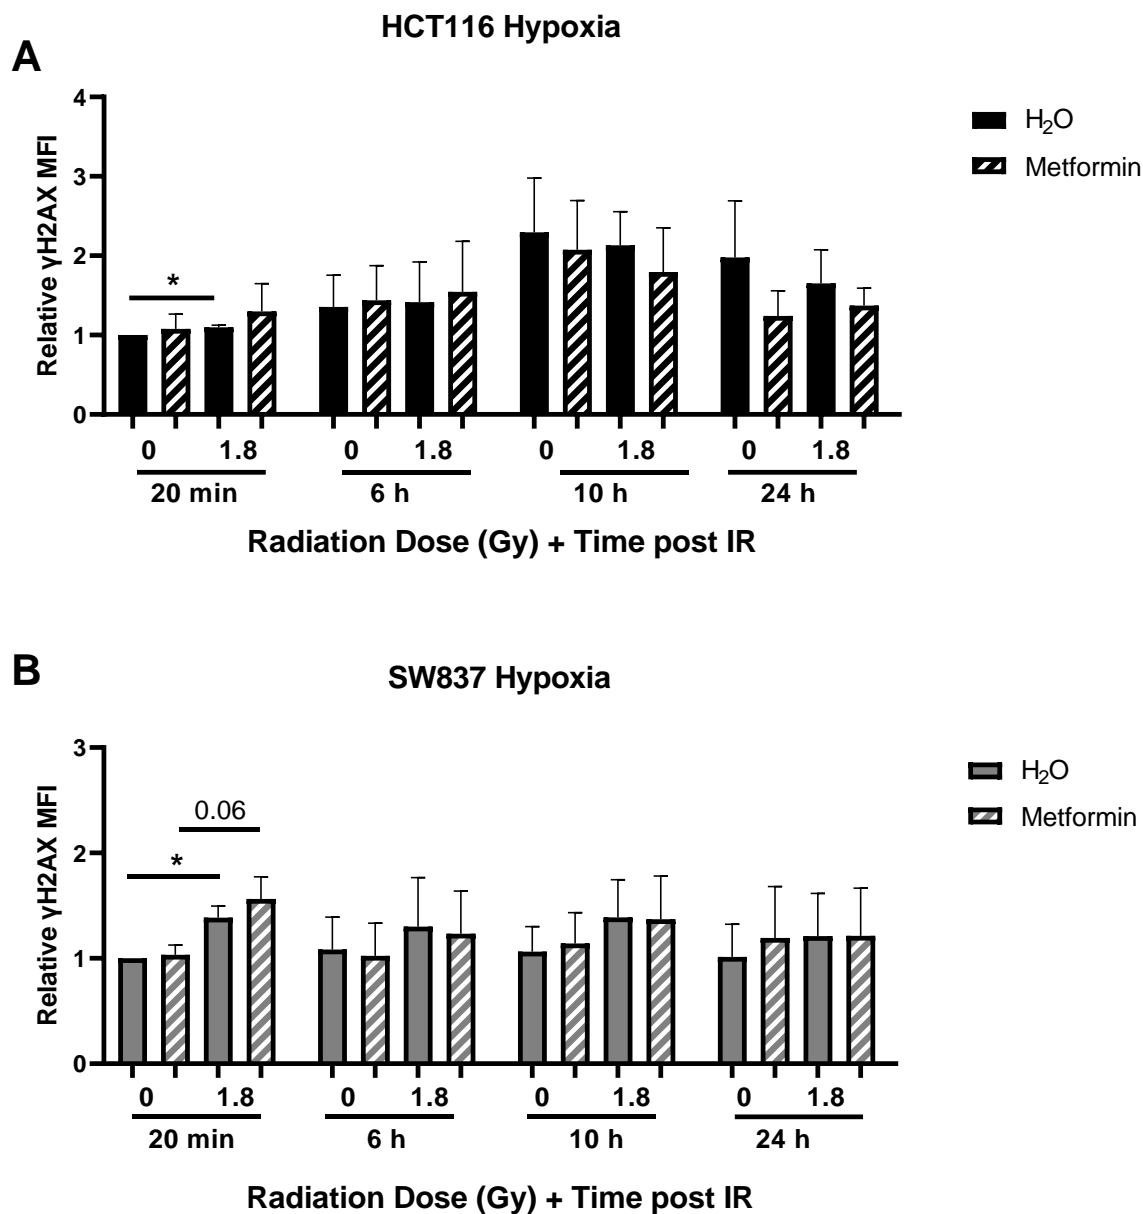 HCT116 Hypoxia
A
4
3
2
1
0
Relative γH2AX MFI
*
H₂O
Metformin
0 1.8 0 1.8 0 1.8 0 1.8
20 min 6 h 10 h 24 h
Radiation Dose (Gy) + Time post IR
B
SW837 Hypoxia
3
2
1
0
Relative γH2AX MFI
0.06
*
H₂O
Metformin
0 1.8 0 1.8 0 1.8 0 1.8
20 min 6 h 10 h 24 h
Radiation Dose (Gy) + Time post IR